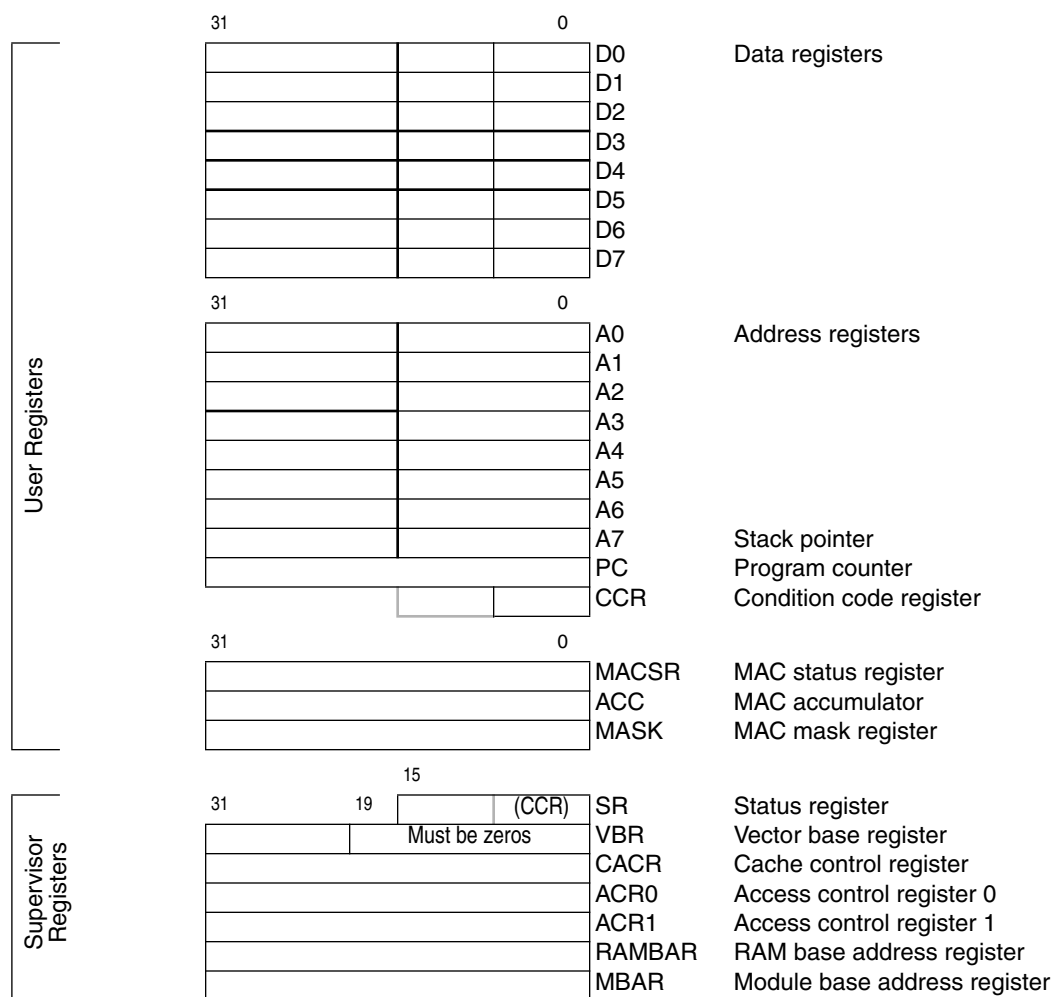 31 0
D0 Data registers
D1
D2
D3
D4
D5
D6
D7
31 0
A0 Address registers
A1
A2
A3
A4
A5
A6
A7 Stack pointer
PC Program counter
CCR Condition code register
31 0
MACSR MAC status register
ACC MAC accumulator
MASK MAC mask register
User Registers
15
31 19 (CCR) SR Status register
Must be zeros VBR Vector base register
CACR Cache control register
ACR0 Access control register 0
ACR1 Access control register 1
RAMBAR RAM base address register
MBAR Module base address register
Supervisor
Registers